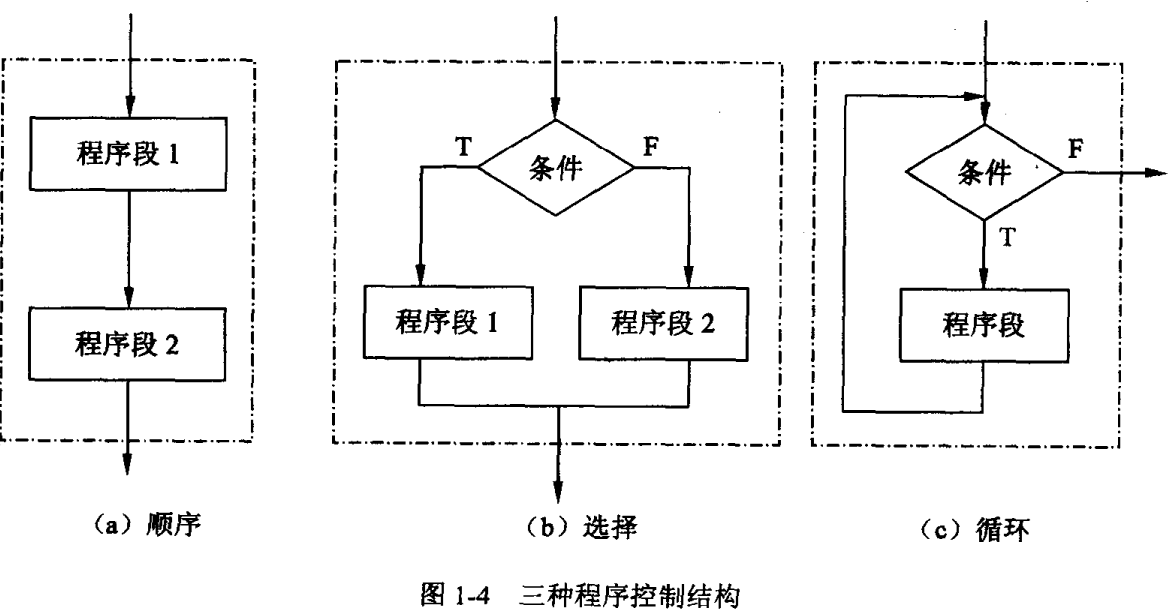 程序段 1
程序段 2
(a) 顺序
T
F
条件
程序段 1
程序段 2
(b) 选择
条件
F
T
程序段
(c) 循环
图 1-4 三种程序控制结构